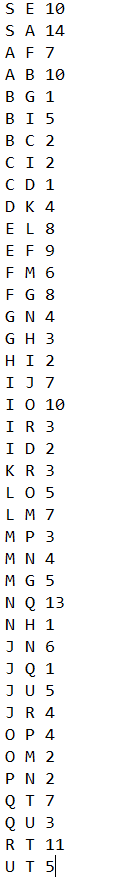 S E 10
S A 14
A F 7
A B 10
B G 1
B I 5
B C 2
C I 2
C D 1
D K 4
E L 8
E F 9
F M 6
F G 8
G N 4
G H 3
H I 2
I J 7
I O 10
I R 3
I D 2
K R 3
L O 5
L M 7
M P 3
M N 4
M G 5
N Q 13
N H 1
J N 6
J Q 1
J U 5
J R 4
O P 4
O M 2
P N 2
Q T 7
Q U 3
R T 11
U T 5